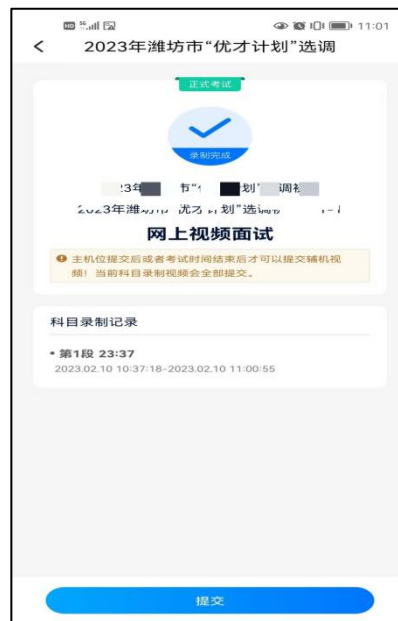 HD 5G 11:01
2023年潍坊市“优才计划”选调
正式考试
录制完成
网上视频面试
主机位提交后或者考试时间结束后才可以提交辅机视
频！当前科目录制视频会全部提交。
科目录制记录
• 第1段 23:37
2023.02.10 10:37:18-2023.02.10 11:00:55
提交